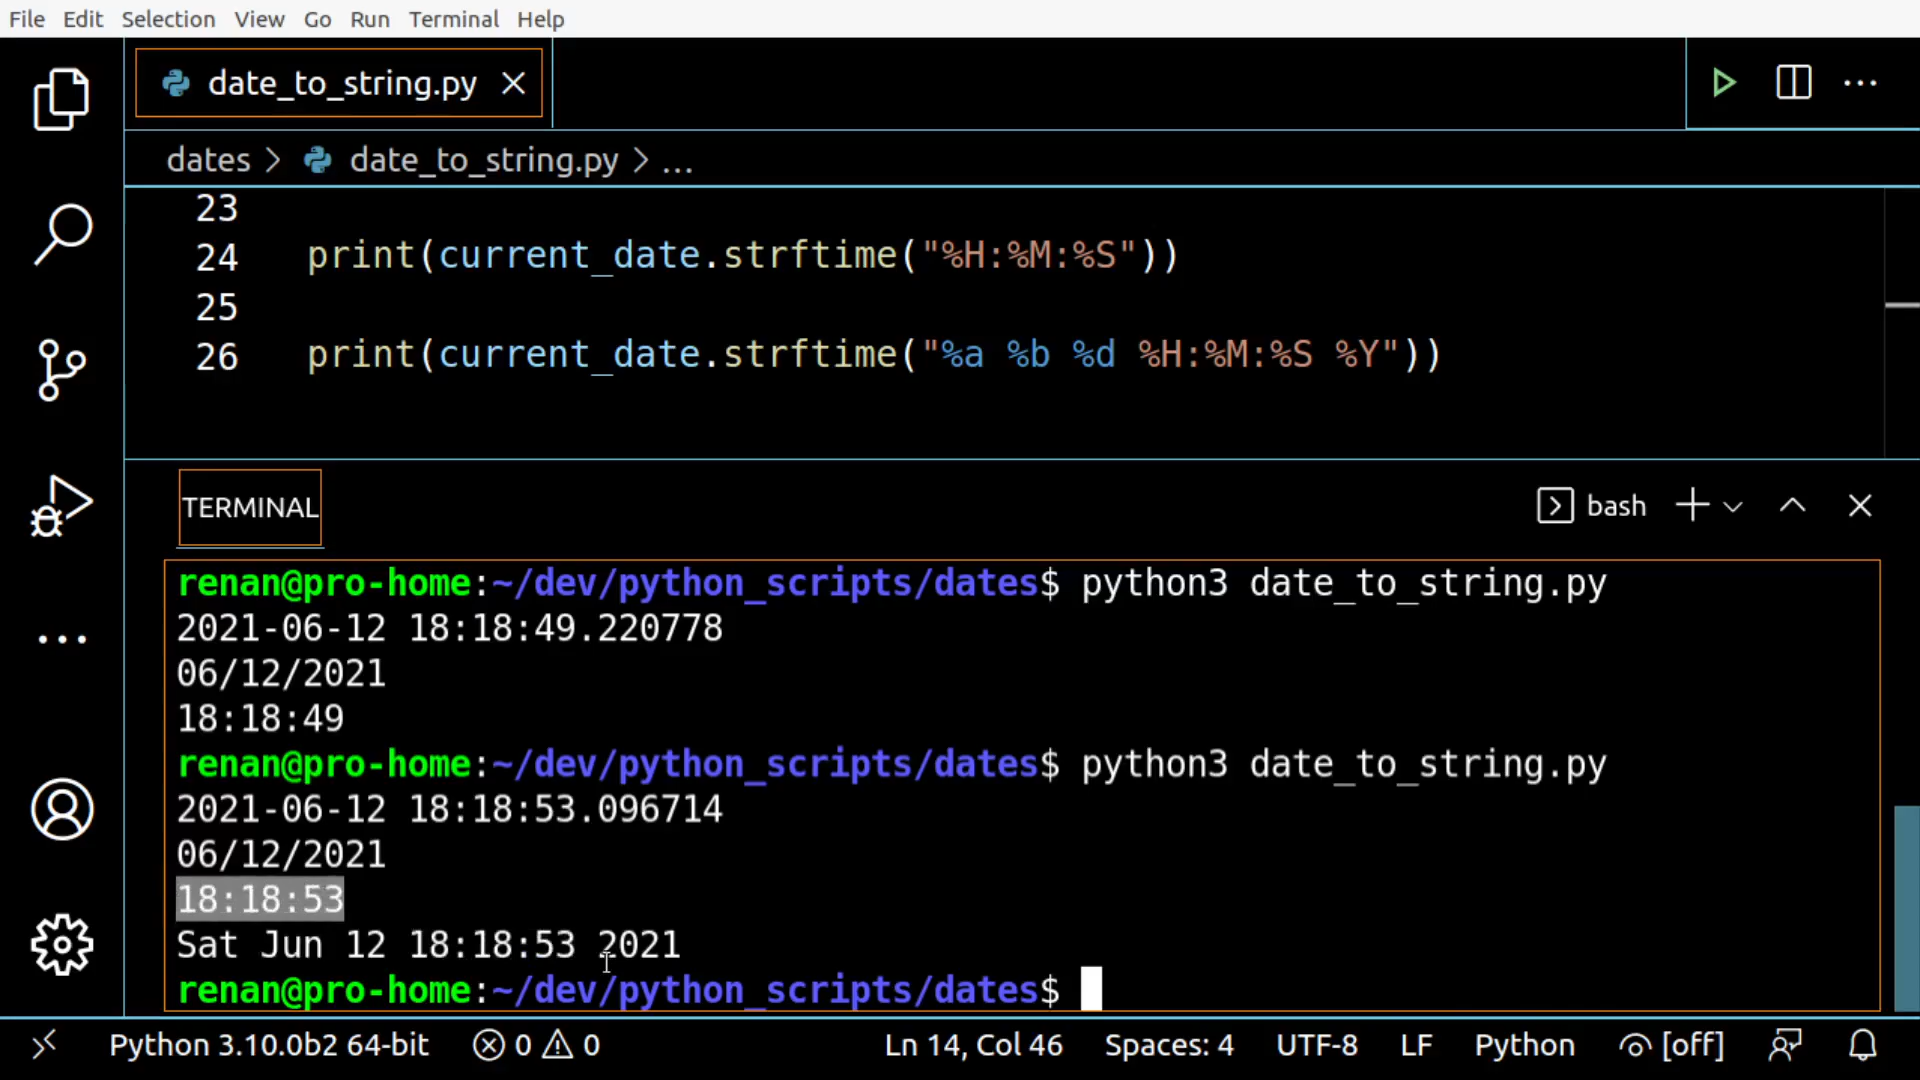 File Edit Selection View Go Run Terminal Help
date_to_string.py
dates > date_to_string.py > ...
23
24 print(current_date.strftime("%H:%M:%S"))
25
26 print(current_date.strftime("%a %b %d %H:%M:%S %Y"))
TERMINAL
bash
renan@pro-home:~/dev/python_scripts/dates$ python3 date_to_string.py
2021-06-12 18:18:49.220778
06/12/2021
18:18:49
renan@pro-home:~/dev/python_scripts/dates$ python3 date_to_string.py
2021-06-12 18:18:53.096714
06/12/2021
18:18:53
Sat Jun 12 18:18:53 2021
renan@pro-home:~/dev/python_scripts/dates$
Python 3.10.0b2 64-bit 0 0 Ln 14, Col 46 Spaces: 4 UTF-8 LF Python [off]